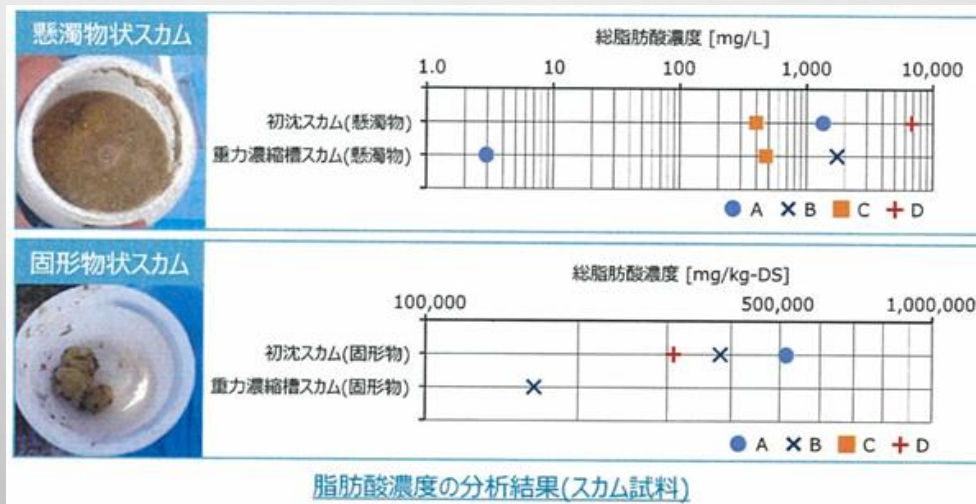 懸濁物状スカム
総脂肪酸濃度 [mg/L]
1.0 10 100 1,000 10,000
初沈スカム(懸濁物)
重力濃縮槽スカム(懸濁物)
A B C D
固形物状スカム
総脂肪酸濃度 [mg/kg-DS]
100,000 500,000 1,000,000
初沈スカム(固形物)
重力濃縮槽スカム(固形物)
A B C D
脂肪酸濃度の分析結果(スカム試料)